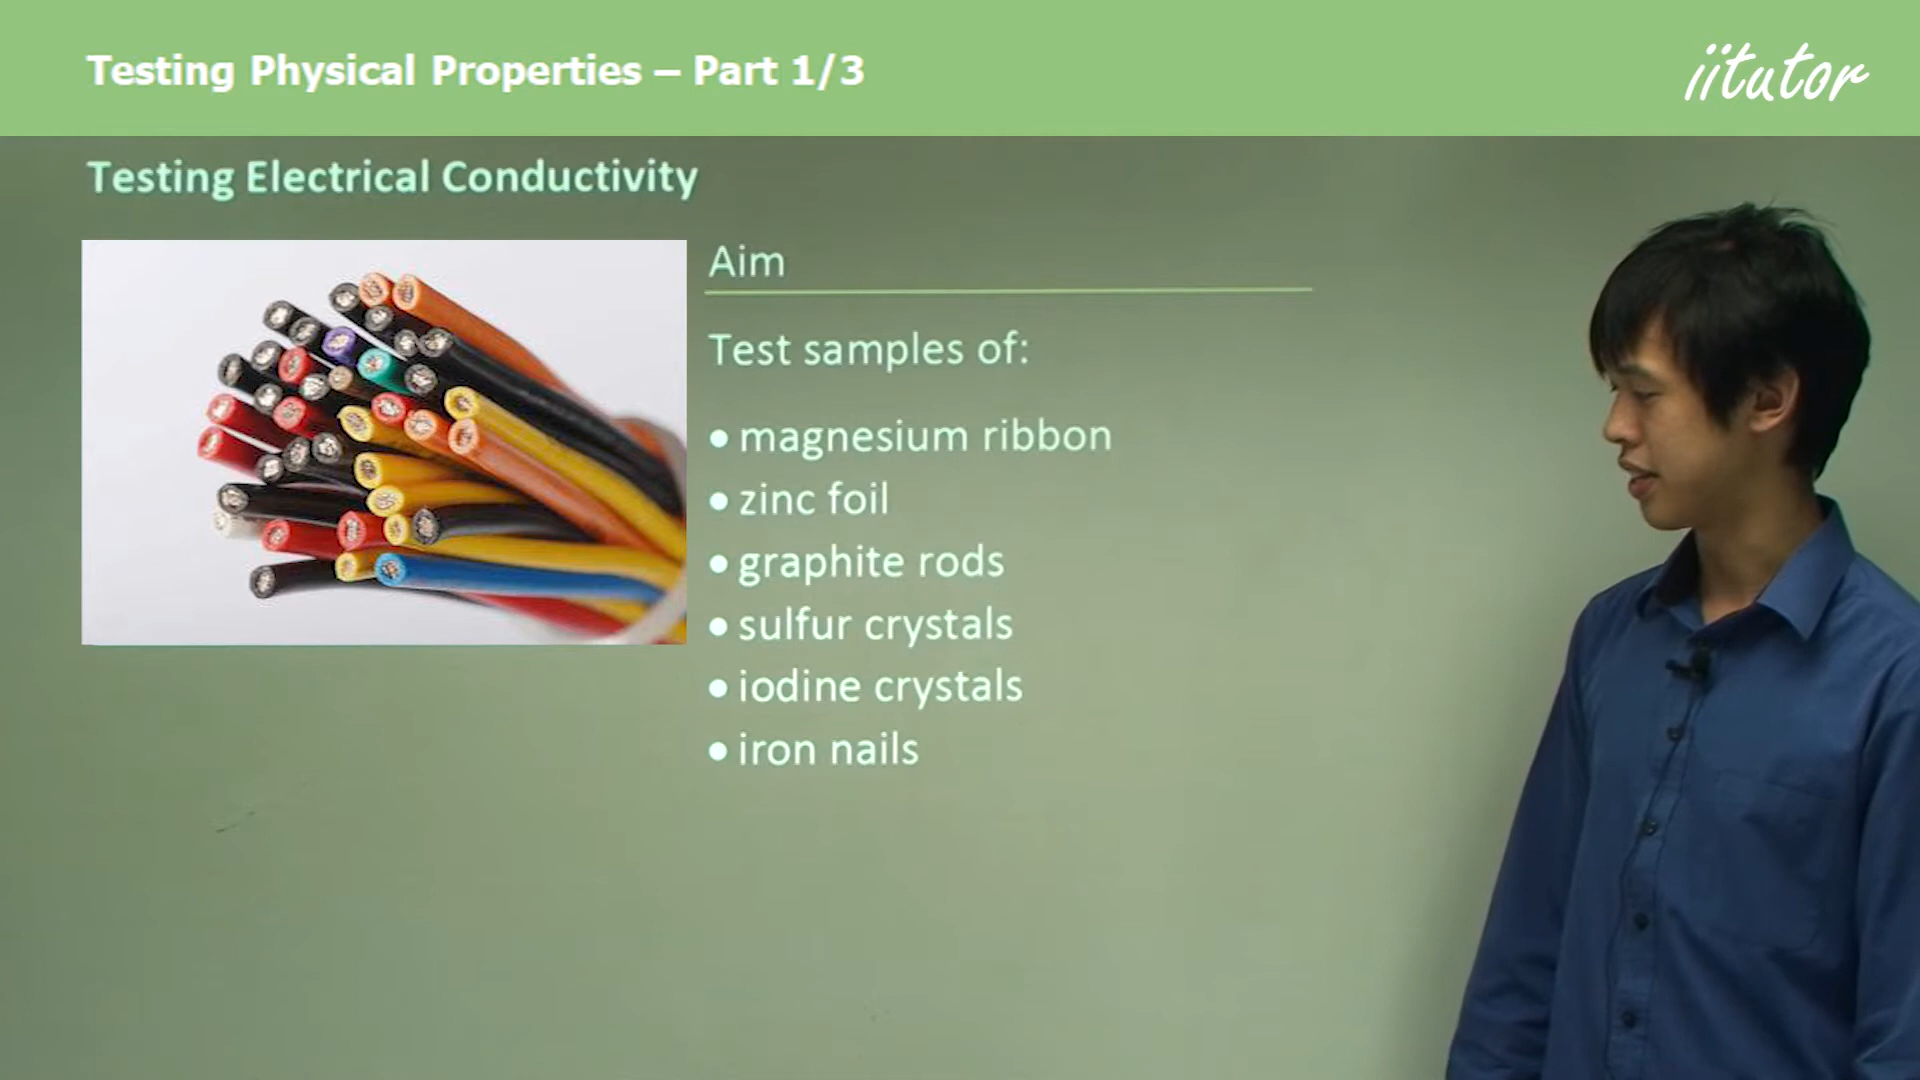 Testing Physical Properties – Part 1/3
iitutor
Testing Electrical Conductivity
Aim
Test samples of:
• magnesium ribbon
• zinc foil
• graphite rods
• sulfur crystals
• iodine crystals
• iron nails